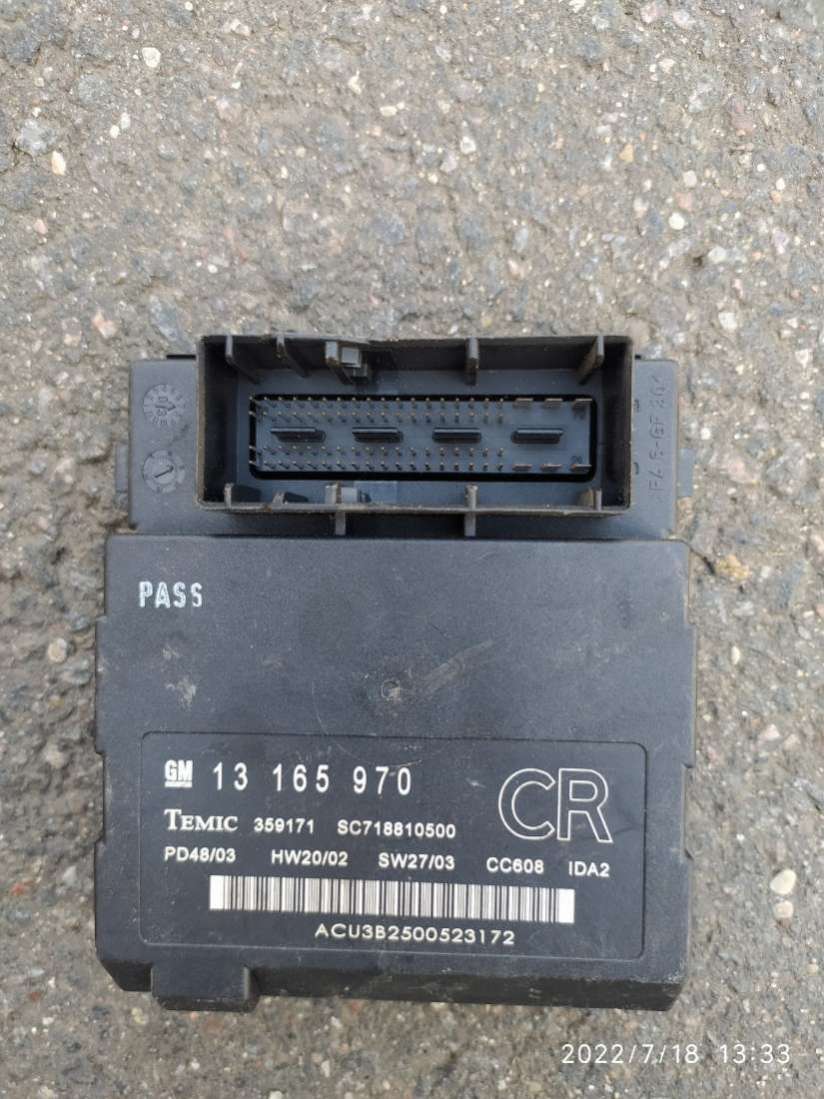 PASS
GM 13 165 970
CR
TEMIC 359171 SC718810500
PD48/03 HW20/02 SW27/03 CC608 IDA2
ACU3B2500523172
2022/7/18 13:33